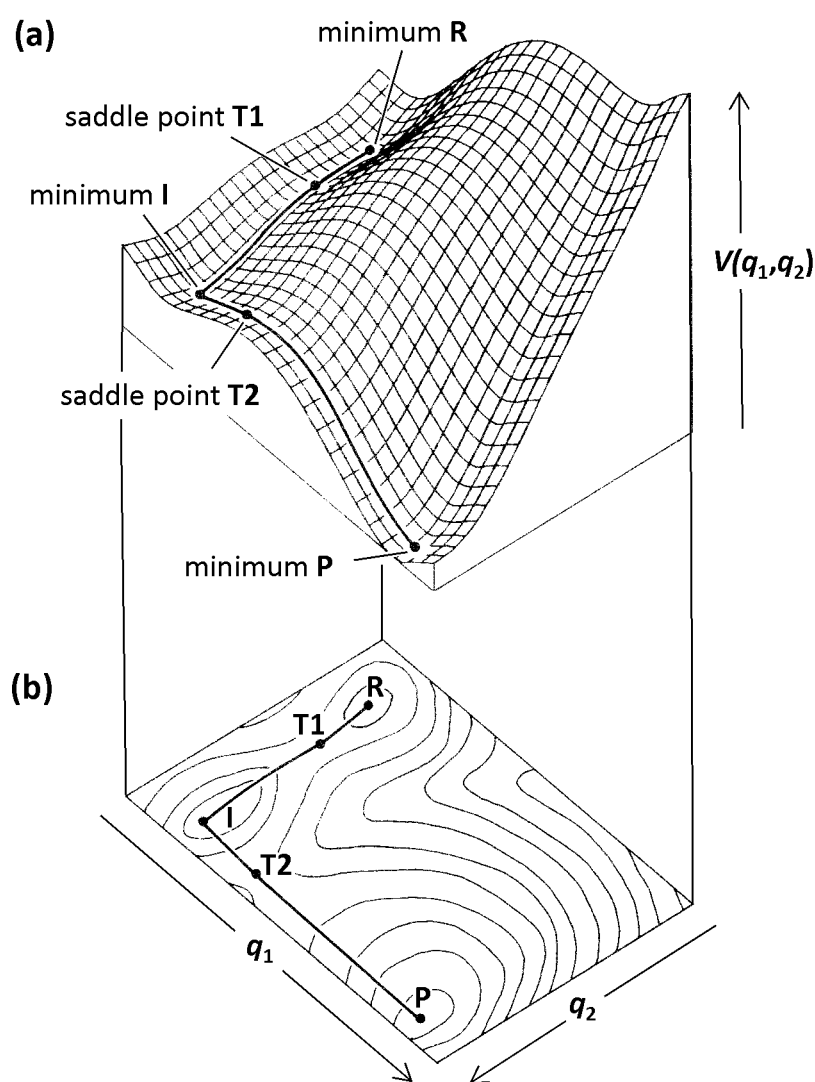 (a)
minimum R
saddle point T1
minimum I
V(q₁,q₂)
saddle point T2
minimum P
(b)
R
T1
I
T2
q₁
P
q₂